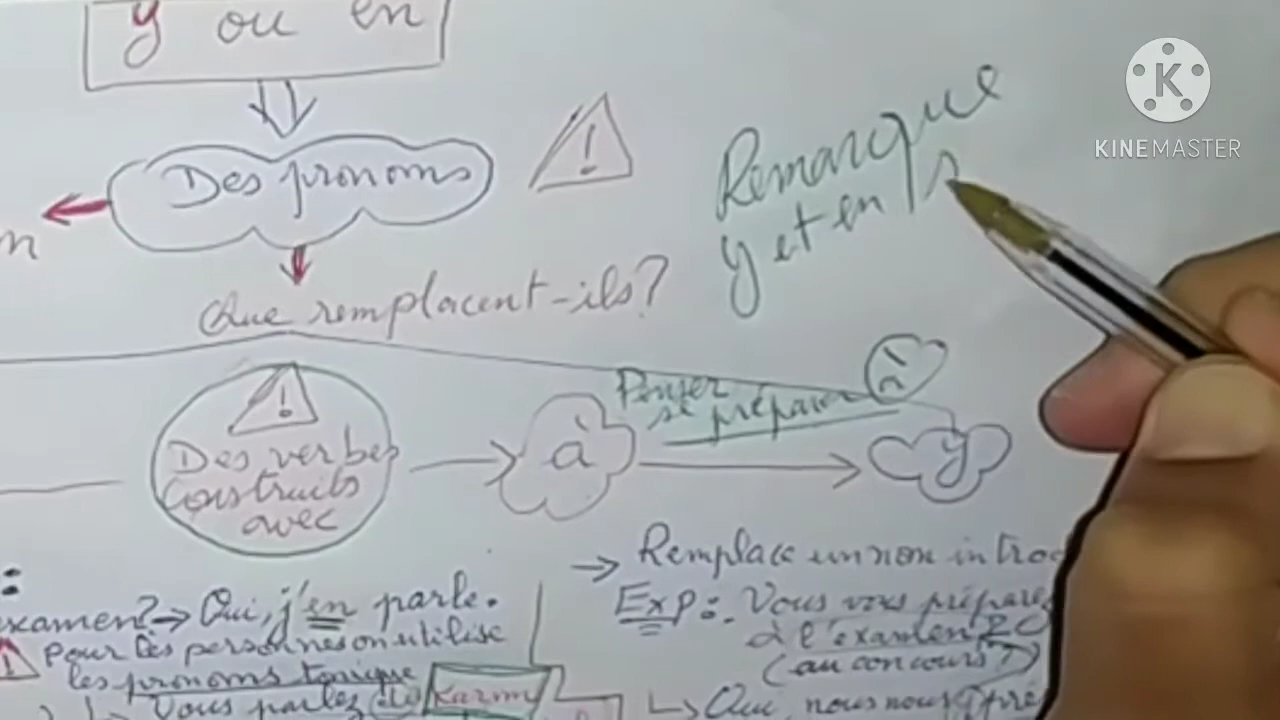 y ou en
Des pronoms
Remarque
y et en
Que remplacent-ils?
Penser
se préparer
à
Des verbes
construits
avec
à
y
Remplace un nom
examen? → Oui, j'en parle.
Pour les personnes on utilise
les pronoms tonique
Vous parlez de Karim
Exp: Vous vous préparez
à l'examen
(au concours?)
Oui, nous nous
K
KINEMASTER